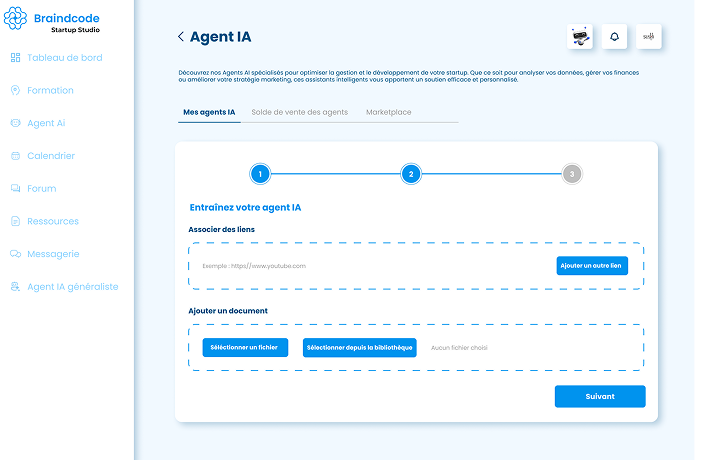 Braindcode
Startup Studio
Tableau de bord
Formation
Agent Ai
Calendrier
Forum
Ressources
Messagerie
Agent IA généraliste
Agent IA
Découvrez nos Agents AI spécialisés pour optimiser la gestion et le développement de votre startup. Que ce soit pour analyser vos données, gérer vos finances
ou améliorer votre stratégie marketing, ces assistants intelligents vous apportent un soutien efficace et personnalisé.
Mes agents IA
Solde de vente des agents
Marketplace
1
2
3
Entraînez votre agent IA
Associer des liens
Exemple : https//www.youtube.com
Ajouter un autre lien
Ajouter un document
Séléctionner un fichier
Sélectionner depuis la bibliothéque
Aucun fichier choisi
Suivant